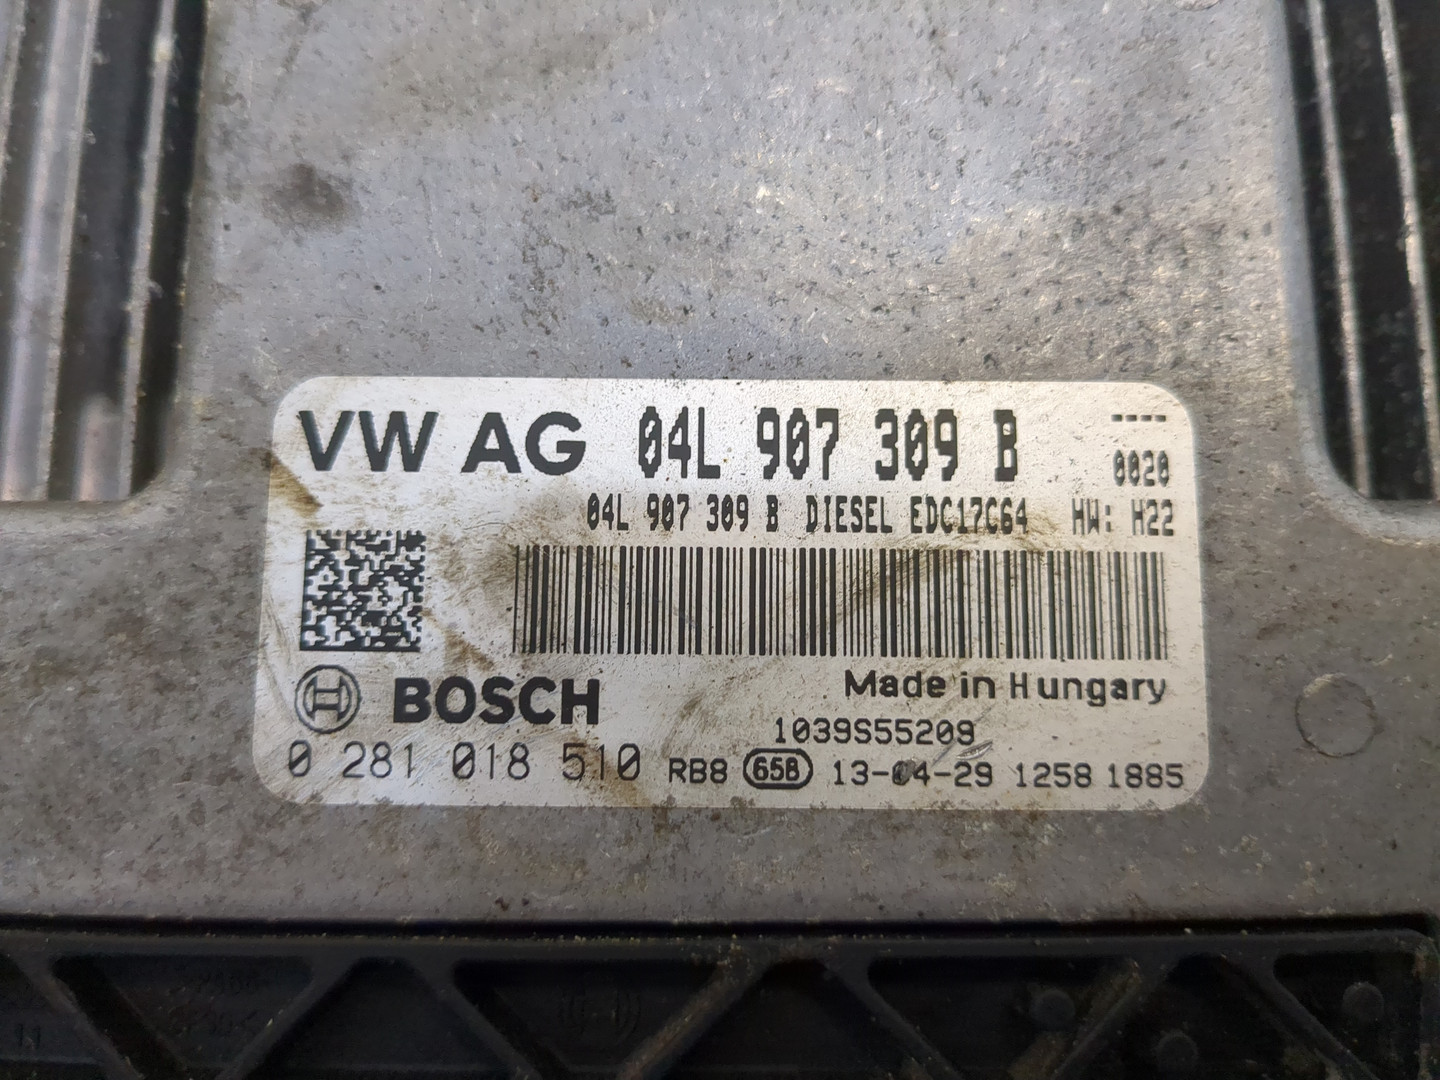 VW AG 04L 907 309 B ----
0020
04L 907 309 B DIESEL EDC17C64 HW: H22
BOSCH Made in Hungary
1039S55209
0 281 018 510 RB8 65B 13-04-29 1258 1885